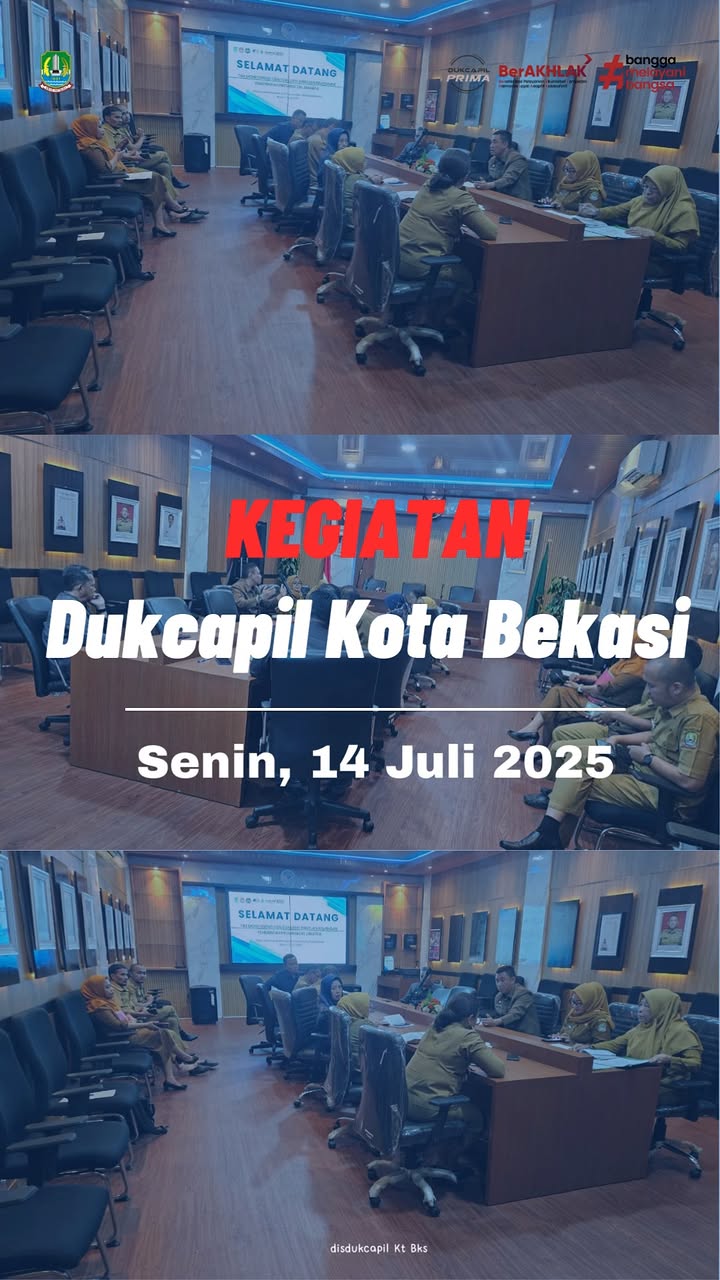 SELAMAT DATANG
DUKCAPIL
PRIMA
BerAKHLAK
#bangga
melayani
bangsa
KEGIATAN
Dukcapil Kota Bekasi
Senin, 14 Juli 2025
SELAMAT DATANG
disdukcapil Kt Bks